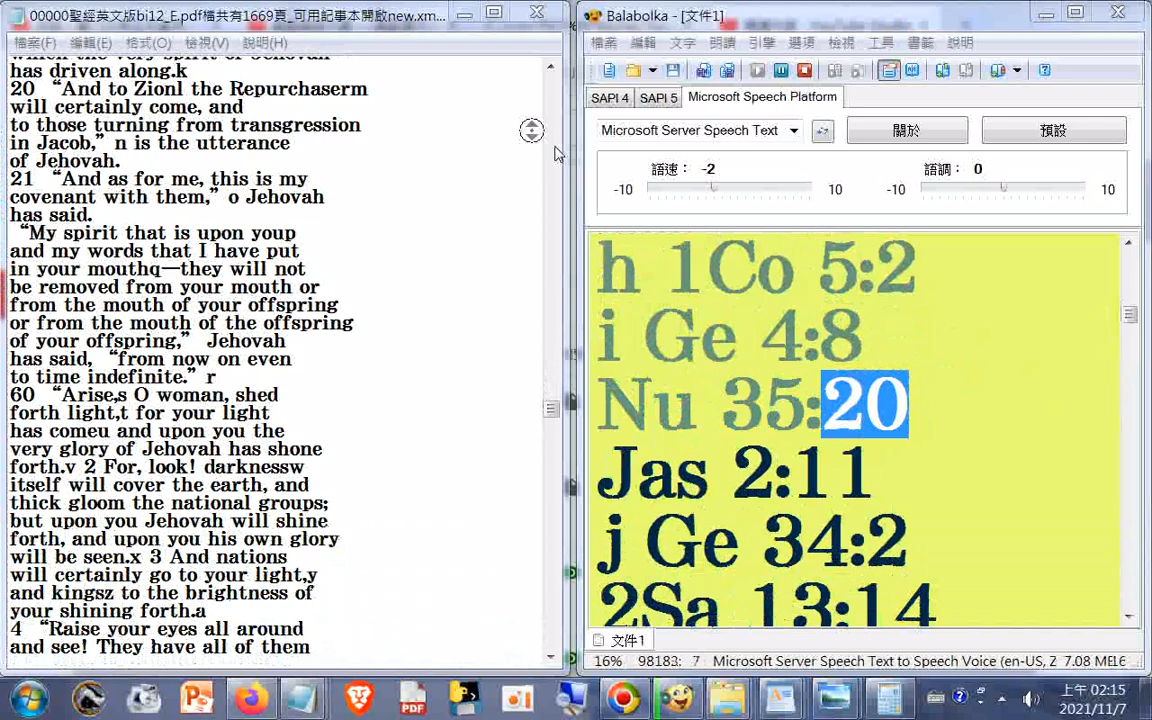 00000聖經英文版bi12_E.pdf檔共有1669頁_可用記事本開啟new.xm...
檔案(F) 編輯(E) 格式(O) 檢視(V) 說明(H)
which the very spirit of Jehovah
has driven along.k
20 “And to Zionl the Repurchaserm
will certainly come, and
to those turning from transgression
in Jacob,” n is the utterance
of Jehovah.
21 “And as for me, this is my
covenant with them,” o Jehovah
has said.
“My spirit that is upon youp
and my words that I have put
in your mouthq—they will not
be removed from your mouth or
from the mouth of your offspring
or from the mouth of the offspring
of your offspring,” Jehovah
has said, “from now on even
to time indefinite.” r
60 “Arise,s O woman, shed
forth light,t for your light
has comeu and upon you the
very glory of Jehovah has shone
forth.v 2 For, look! darknessw
itself will cover the earth, and
thick gloom the national groups;
but upon you Jehovah will shine
forth, and upon you his own glory
will be seen.x 3 And nations
will certainly go to your light,y
and kingsz to the brightness of
your shining forth.a
4 “Raise your eyes all around
and see! They have all of them
Balabolka - [文件1]
檔案 編輯 文字 朗讀 引擎 選項 檢視 工具 書籤 說明
SAPI 4 SAPI 5 Microsoft Speech Platform
Microsoft Server Speech Text 關於 預設
語速： -2 語調： 0
-10 10 -10 10
h 1Co 5:2
i Ge 4:8
Nu 35:20
Jas 2:11
j Ge 34:2
2Sa 13:14
文件1
16% 98183: 7 Microsoft Server Speech Text to Speech Voice (en-US, Z 7.08 ME 16
上午 02:15
2021/11/7